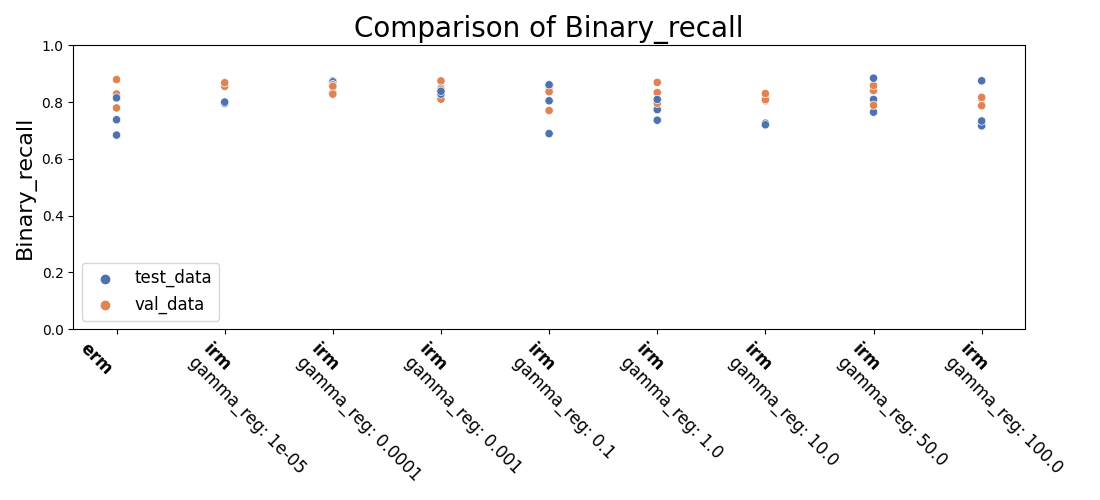 Comparison of Binary_recall
Binary_recall
1.0
0.8
0.6
0.4
0.2
0.0
test_data
val_data
erm
irm
gamma_reg: 1e-05
irm
gamma_reg: 0.0001
irm
gamma_reg: 0.001
irm
gamma_reg: 0.1
irm
gamma_reg: 1.0
irm
gamma_reg: 10.0
irm
gamma_reg: 50.0
irm
gamma_reg: 100.0